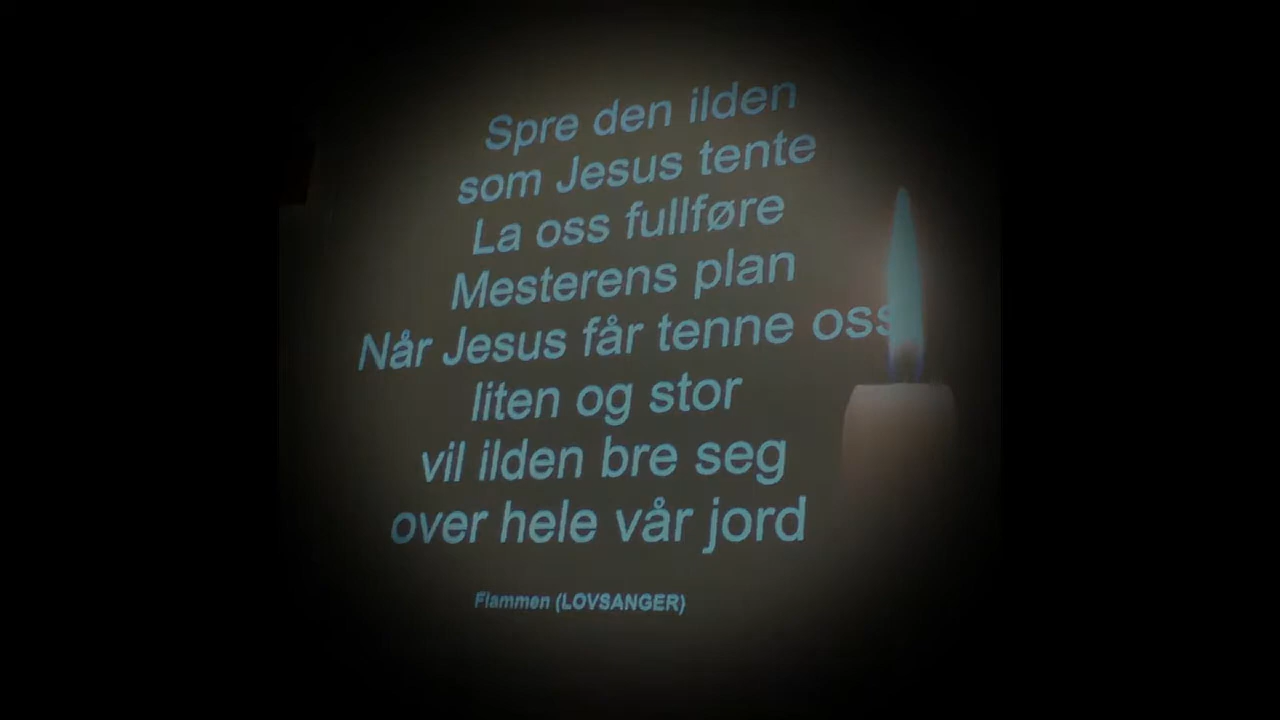 Spre den ilden
som Jesus tente
La oss fullføre
Mesterens plan
Når Jesus får tenne oss
liten og stor
vil ilden bre seg
over hele vår jord
Flammen (LOVSANGER)